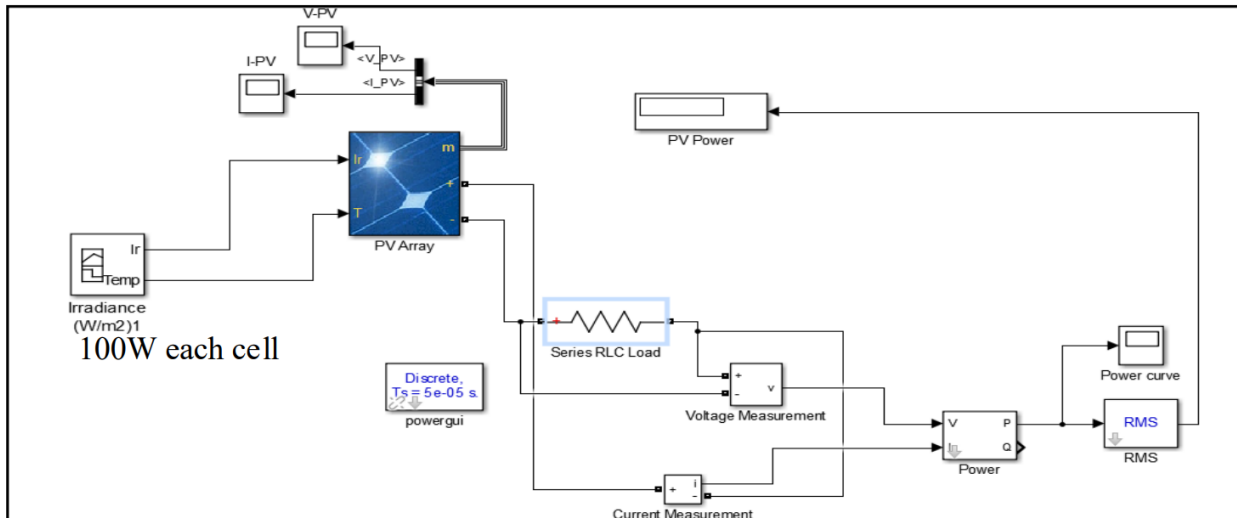 V-PV
<V_PV>
I-PV
<I_PV>
PV Power
Ir
m
+
T
-
PV Array
Ir
Temp
Irradiance
(W/m2)1
100W each cell
+
Series RLC Load
Discrete,
Ts = 5e-05 s.
powergui
+
v
-
Voltage Measurement
Power curve
V
P
I
Q
Power
RMS
RMS
+
i
-
Current Measurement